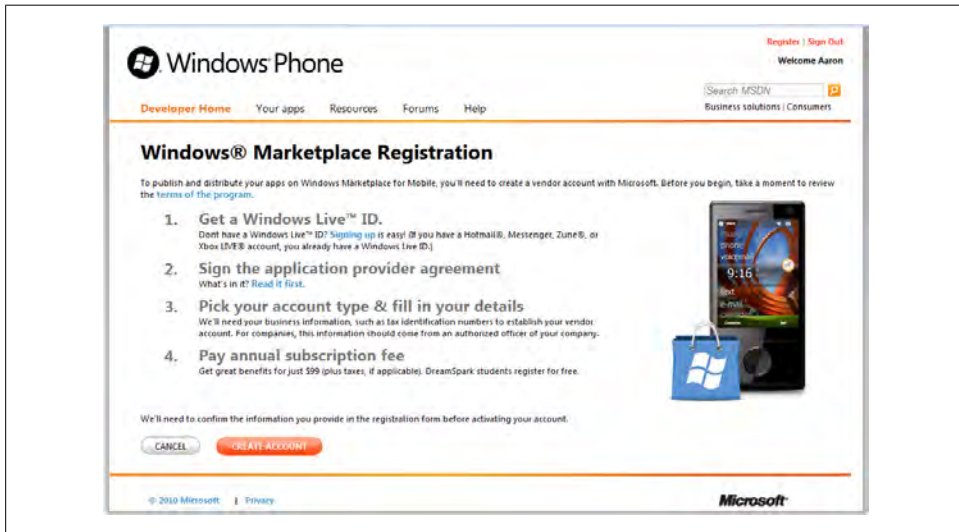 Register | Sign Out
Windows® Phone
Welcome Aaron
Search MSDN
Developer Home Your apps Resources Forums Help
Business solutions | Consumers
Windows® Marketplace Registration
To publish and distribute your apps on Windows Marketplace for Mobile, you'll need to create a vendor account with Microsoft. Before you begin, take a moment to review
the terms of the program.
1. Get a Windows Live™ ID.
Dont have a Windows Live™ ID? Signing up is easy! (If you have a Hotmail®, Messenger, Zune®, or
Xbox LIVE® account, you already have a Windows Live ID.)
2. Sign the application provider agreement
What's in it? Read it first.
3. Pick your account type & fill in your details
We'll need your business information, such as tax identification numbers to establish your vendor
account. For companies, this information should come from an authorized officer of your company.
4. Pay annual subscription fee
Get great benefits for just $99 (plus taxes, if applicable). DreamSpark students register for free.
phone
voicemail
9:16
text
e-mail
We'll need to confirm the information you provide in the registration form before activating your account.
CANCEL CREATE ACCOUNT
© 2010 Microsoft | Privacy
Microsoft®